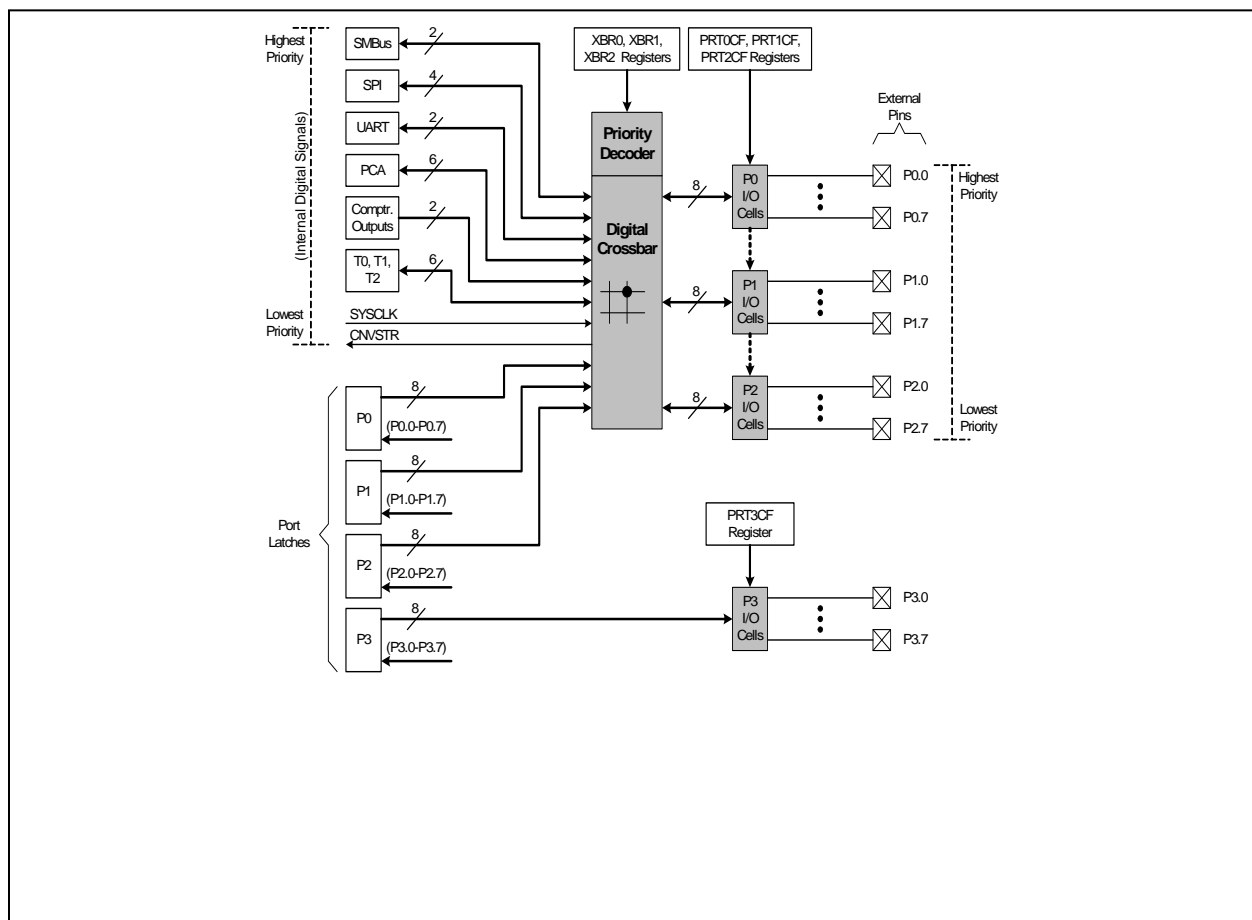 Highest
Priority
(Internal Digital Signals)
Lowest
Priority
SMBus
2
SPI
4
UART
2
PCA
6
Comptr.
Outputs
2
T0, T1,
T2
6
SYSCLK
CNVSTR
XBR0, XBR1,
XBR2 Registers
PRT0CF, PRT1CF,
PRT2CF Registers
Priority
Decoder
Digital
Crossbar
8
P0
I/O
Cells
8
P1
I/O
Cells
8
P2
I/O
Cells
External
Pins
P0.0
P0.7
P1.0
P1.7
P2.0
P2.7
Highest
Priority
Lowest
Priority
Port
Latches
P0
8
(P0.0-P0.7)
P1
8
(P1.0-P1.7)
P2
8
(P2.0-P2.7)
P3
8
(P3.0-P3.7)
PRT3CF
Register
P3
I/O
Cells
P3.0
P3.7